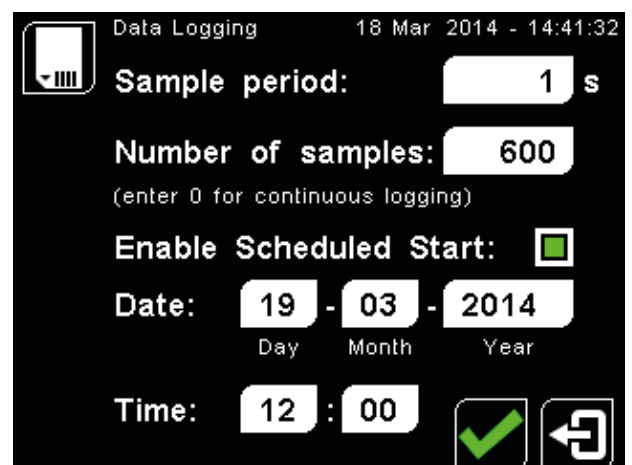 Data Logging 18 Mar 2014 - 14:41:32
Sample period: 1 s
Number of samples: 600
(enter 0 for continuous logging)
Enable Scheduled Start:
Date: 19 - 03 - 2014
Day Month Year
Time: 12 : 00